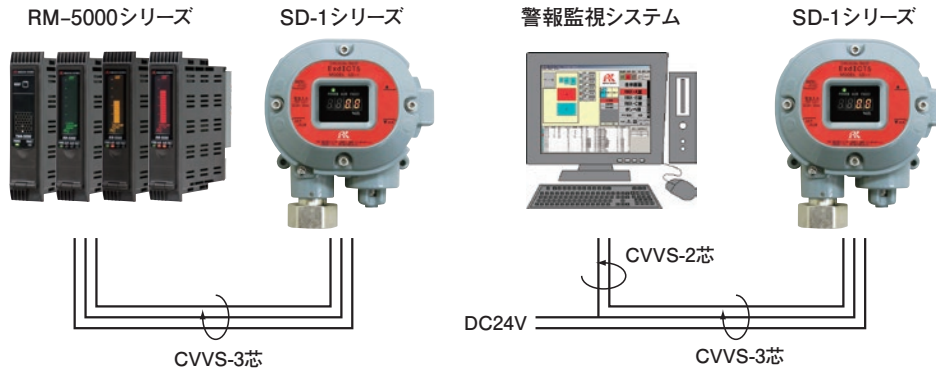 RM-5000シリーズ
SD-1シリーズ
警報監視システム
SD-1シリーズ
CVVS-3芯
CVVS-2芯
DC24V
CVVS-3芯